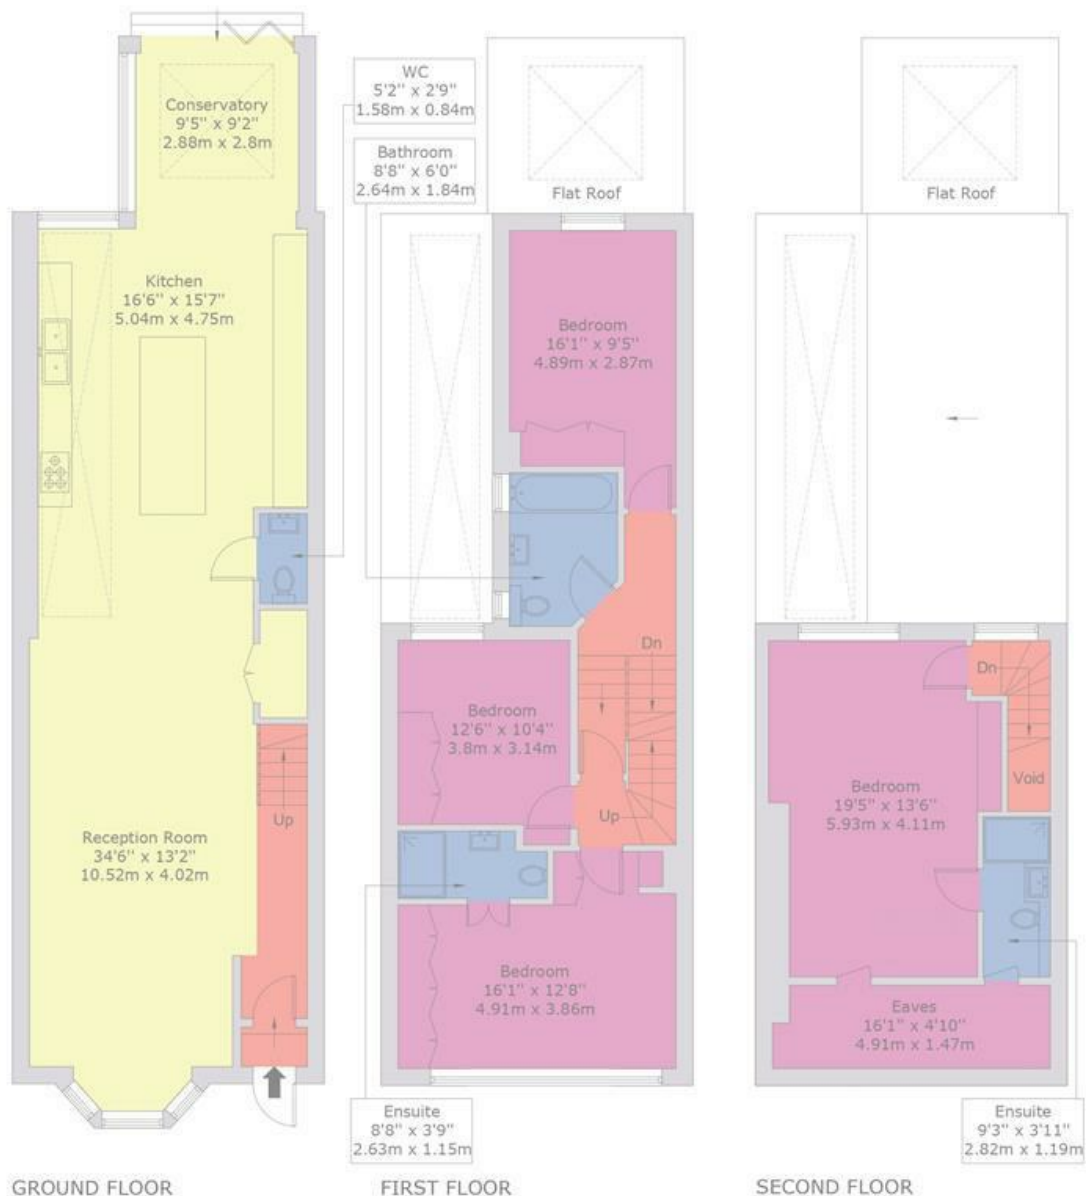 Conservatory
9'5'' x 9'2''
2.88m x 2.8m
Kitchen
16'6'' x 15'7''
5.04m x 4.75m
Up
Reception Room
34'6'' x 13'2''
10.52m x 4.02m
GROUND FLOOR
WC
5'2'' x 2'9''
1.58m x 0.84m
Bathroom
8'8'' x 6'0''
2.64m x 1.84m
Flat Roof
Bedroom
16'1'' x 9'5''
4.89m x 2.87m
Dn
Bedroom
12'6'' x 10'4''
3.8m x 3.14m
Up
Bedroom
16'1'' x 12'8''
4.91m x 3.86m
Ensuite
8'8'' x 3'9''
2.63m x 1.15m
FIRST FLOOR
Flat Roof
Dn
Void
Bedroom
19'5'' x 13'6''
5.93m x 4.11m
Eaves
16'1'' x 4'10''
4.91m x 1.47m
Ensuite
9'3'' x 3'11''
2.82m x 1.19m
SECOND FLOOR